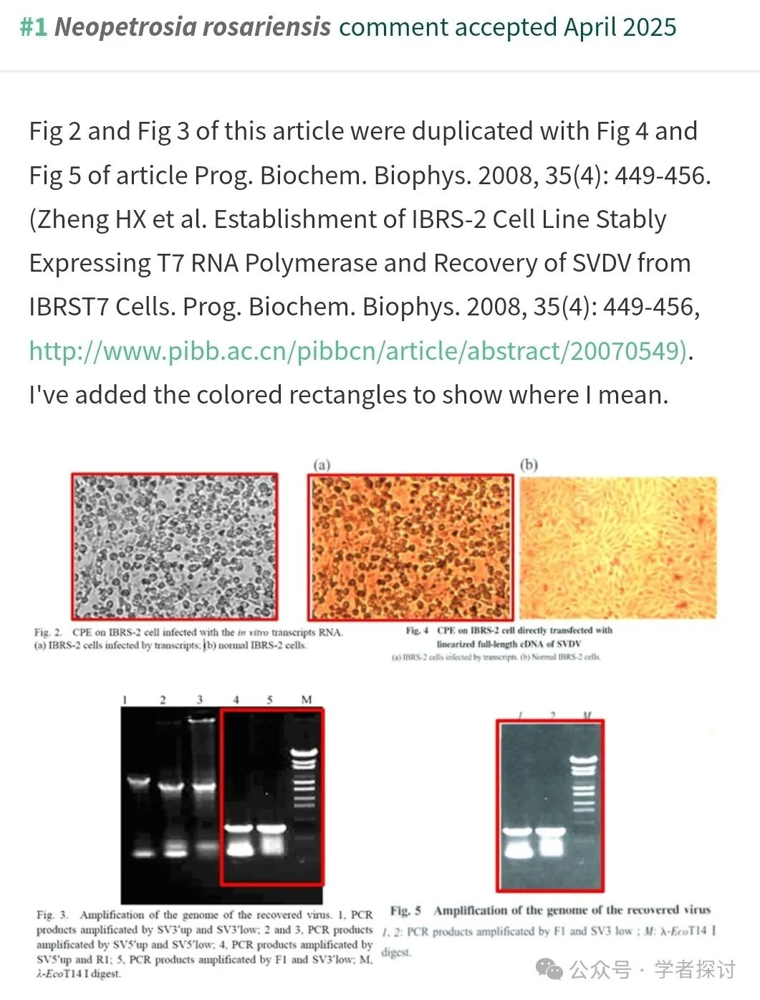 #1 Neopetrosia rosariensis comment accepted April 2025
Fig 2 and Fig 3 of this article were duplicated with Fig 4 and
Fig 5 of article Prog. Biochem. Biophys. 2008, 35(4): 449-456.
(Zheng HX et al. Establishment of IBRS-2 Cell Line Stably
Expressing T7 RNA Polymerase and Recovery of SVDV from
IBRST7 Cells. Prog. Biochem. Biophys. 2008, 35(4): 449-456,
http://www.pibb.ac.cn/pibbcn/article/abstract/20070549).
I've added the colored rectangles to show where I mean.
(a) (b)
Fig. 2. CPE on IBRS-2 cell infected with the in vitro transcripts RNA.
(a) IBRS-2 cells infected by transcripts; (b) normal IBRS-2 cells.
Fig. 4 CPE on IBRS-2 cell directly transfected with
linearized full-length cDNA of SVDV
(a) IBRS-2 cells infected by transcripts. (b) Normal IBRS-2 cells.
1 2 3 4 5 M
1 2 M
Fig. 3. Amplification of the genome of the recovered virus. 1, PCR
products amplificated by SV3'up and SV3'low; 2 and 3, PCR products
amplificated by SV5'up and SV5'low; 4, PCR products amplificated by
SV5'up and R1; 5, PCR products amplificated by F1 and SV3'low; M,
λ-EcoT14 I digest.
Fig. 5 Amplification of the genome of the recovered virus
1, 2: PCR products amplificated by F1 and SV3 low ; M: λ-EcoT14 I
digest.
公众号 · 学者探讨